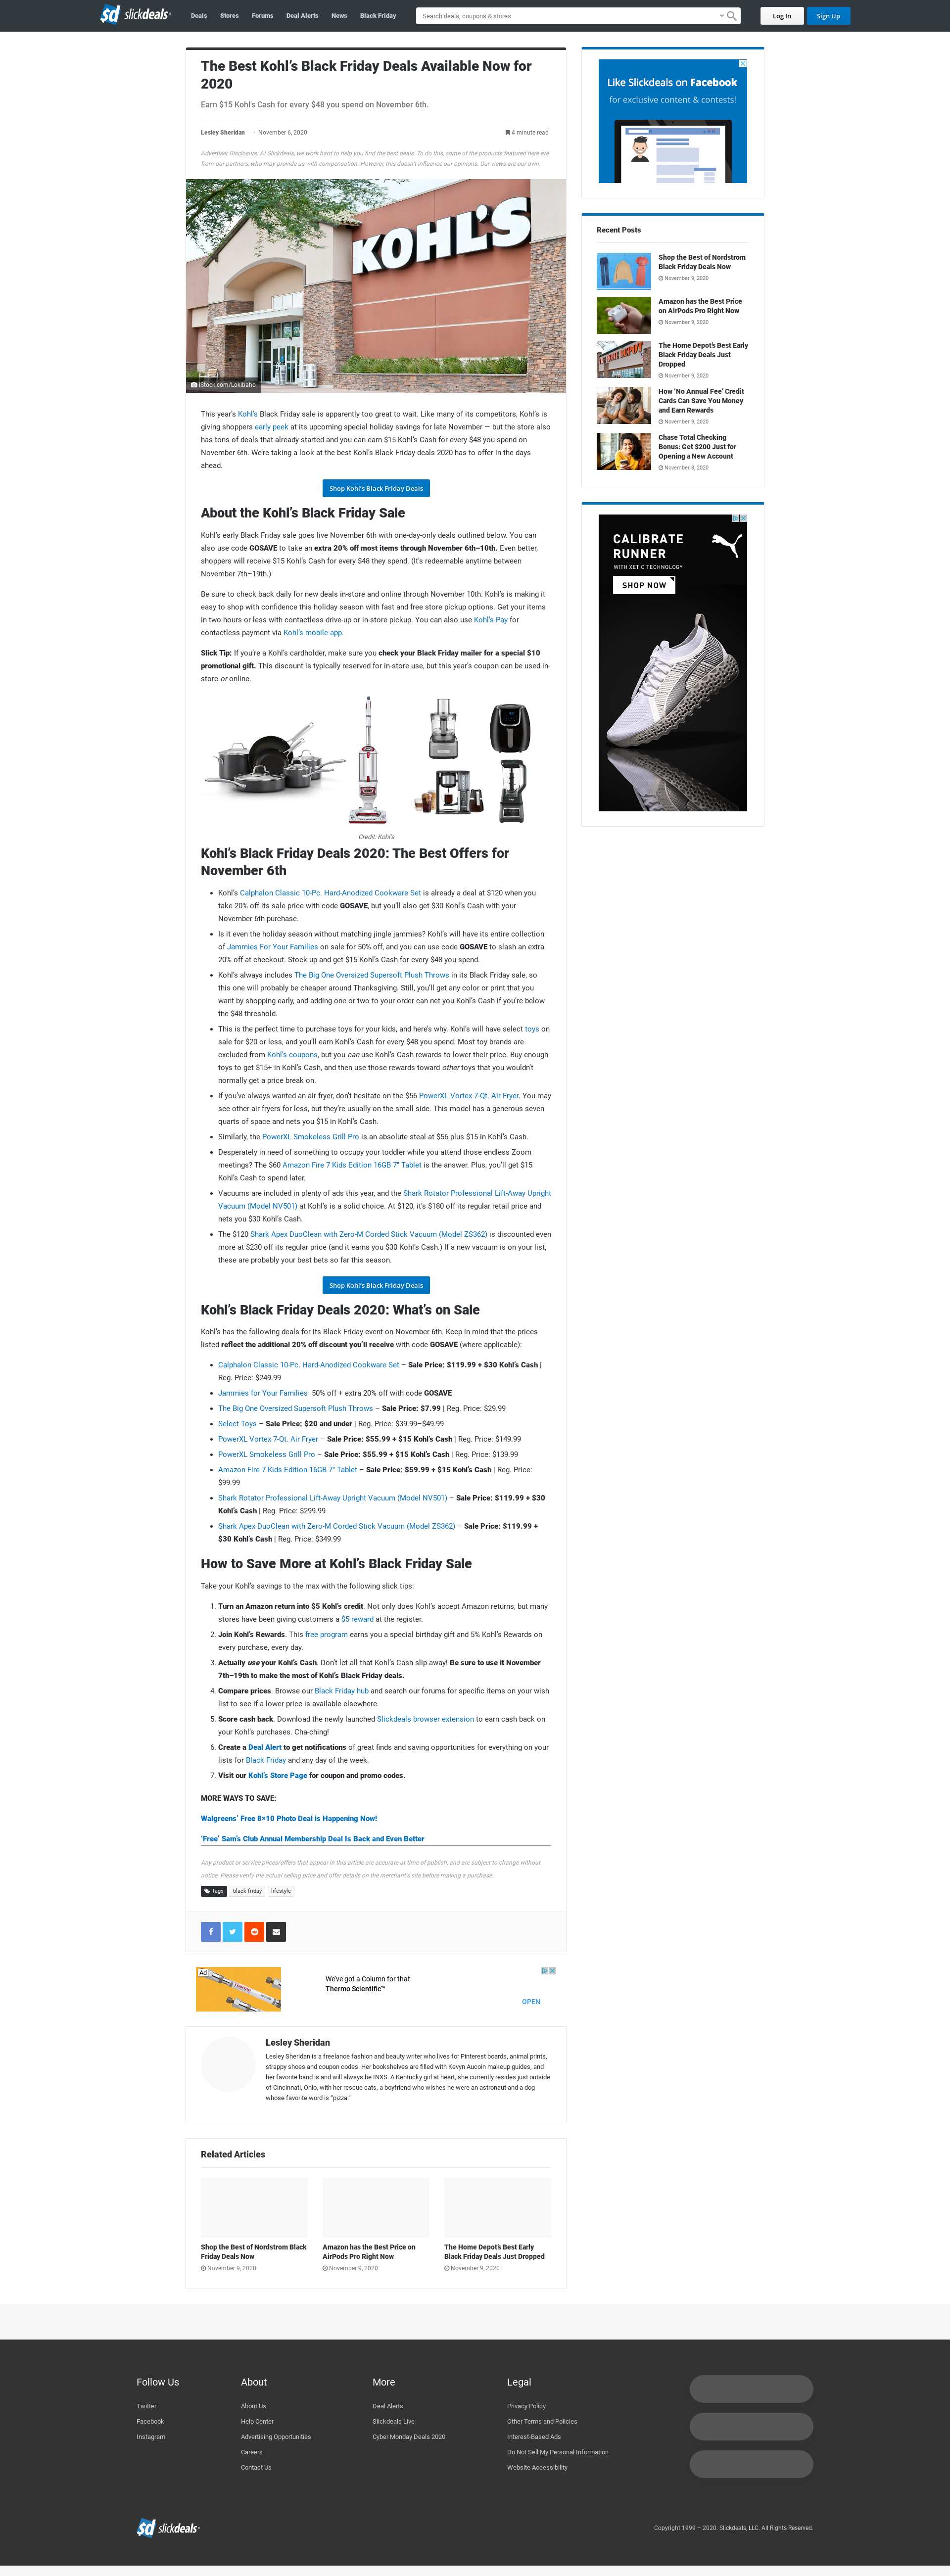 sd slickdeals
Deals
Stores
Forums
Deal Alerts
News
Black Friday
Search deals, coupons & stores
Log In
Sign Up
The Best Kohl's Black Friday Deals Available Now for
2020
Earn $15 Kohl's Cash for every $48 you spend on November 6th.
Lesley Sheridan
November 6, 2020
4 minute read
Advertiser Disclosure: At Slickdeals, we work hard to help you find the best deals. To do this, some of the products featured here are
from our partners, who may provide us with compensation. However, this doesn't influence our opinions. Our views are our own.
KOHL'S
iStock.com/LokiBaho
This year's Kohl's Black Friday sale is apparently too great to wait. Like many of its competitors, Kohl's is
giving shoppers early peek at its upcoming special holiday savings for late November — but the store also
has tons of deals that already started and you can earn $15 Kohl's Cash for every $48 you spend on
November 6th. We're taking a look at the best Kohl's Black Friday deals 2020 has to offer in the days
ahead.
Shop Kohl's Black Friday Deals
About the Kohl's Black Friday Sale
Kohl's early Black Friday sale goes live November 6th with one-day-only deals outlined below. You can
also use code GOSAVE to take an extra 20% off most items through November 6th–10th. Even better,
shoppers will receive $15 Kohl's Cash for every $48 they spend. (It's redeemable anytime between
November 7th–19th.)
Be sure to check back daily for new deals in-store and online through November 10th. Kohl's is making it
easy to shop with confidence this holiday season with fast and free store pickup options. Get your items
in two hours or less with contactless drive-up or in-store pickup. You can also use Kohl's Pay for
contactless payment via Kohl's mobile app.
Slick Tip: If you're a Kohl's cardholder, make sure you check your Black Friday mailer for a special $10
promotional gift. This discount is typically reserved for in-store use, but this year's coupon can be used in-
store or online.
Credit: Kohl's
Kohl's Black Friday Deals 2020: The Best Offers for
November 6th
Kohl's Calphalon Classic 10-Pc. Hard-Anodized Cookware Set is already a deal at $120 when you
take 20% off its sale price with code GOSAVE, but you'll also get $30 Kohl's Cash with your
November 6th purchase.
Is it even the holiday season without matching jingle jammies? Kohl's will have its entire collection
of Jammies For Your Families on sale for 50% off, and you can use code GOSAVE to slash an extra
20% off at checkout. Stock up and get $15 Kohl's Cash for every $48 you spend.
Kohl's always includes The Big One Oversized Supersoft Plush Throws in its Black Friday sale, so
this one will probably be cheaper around Thanksgiving. Still, you'll get any color or print that you
want by shopping early, and adding one or two to your order can net you Kohl's Cash if you're below
the $48 threshold.
This is the perfect time to purchase toys for your kids, and here's why. Kohl's will have select toys on
sale for $20 or less, and you'll earn Kohl's Cash for every $48 you spend. Most toy brands are
excluded from Kohl's coupons, but you can use Kohl's Cash rewards to lower their price. Buy enough
toys to get $15+ in Kohl's Cash, and then use those rewards toward other toys that you wouldn't
normally get a price break on.
If you've always wanted an air fryer, don't hesitate on the $56 PowerXL Vortex 7-Qt. Air Fryer. You may
see other air fryers for less, but they're usually on the small side. This model has a generous seven
quarts of space and nets you $15 in Kohl's Cash.
Similarly, the PowerXL Smokeless Grill Pro is an absolute steal at $56 plus $15 in Kohl's Cash.
Desperately in need of something to occupy your toddler while you attend those endless Zoom
meetings? The $60 Amazon Fire 7 Kids Edition 16GB 7" Tablet is the answer. Plus, you'll get $15
Kohl's Cash to spend later.
Vacuums are included in plenty of ads this year, and the Shark Rotator Professional Lift-Away Upright
Vacuum (Model NV501) at Kohl's is a solid choice. At $120, it's $180 off its regular retail price and
nets you $30 Kohl's Cash.
The $120 Shark Apex DuoClean with Zero-M Corded Stick Vacuum (Model ZS362) is discounted even
more at $230 off its regular price (and it earns you $30 Kohl's Cash.) If a new vacuum is on your list,
these are probably your best bets so far this season.
Shop Kohl's Black Friday Deals
Kohl's Black Friday Deals 2020: What's on Sale
Kohl's has the following deals for its Black Friday event on November 6th. Keep in mind that the prices
listed reflect the additional 20% off discount you'll receive with code GOSAVE (where applicable):
Calphalon Classic 10-Pc. Hard-Anodized Cookware Set – Sale Price: $119.99 + $30 Kohl's Cash |
Reg. Price: $249.99
Jammies for Your Families 50% off + extra 20% off with code GOSAVE
The Big One Oversized Supersoft Plush Throws – Sale Price: $7.99 | Reg. Price: $29.99
Select Toys – Sale Price: $20 and under | Reg. Price: $39.99–$49.99
PowerXL Vortex 7-Qt. Air Fryer – Sale Price: $55.99 + $15 Kohl's Cash | Reg. Price: $149.99
PowerXL Smokeless Grill Pro – Sale Price: $55.99 + $15 Kohl's Cash | Reg. Price: $139.99
Amazon Fire 7 Kids Edition 16GB 7" Tablet – Sale Price: $59.99 + $15 Kohl's Cash | Reg. Price:
$99.99
Shark Rotator Professional Lift-Away Upright Vacuum (Model NV501) – Sale Price: $119.99 + $30
Kohl's Cash | Reg. Price: $299.99
Shark Apex DuoClean with Zero-M Corded Stick Vacuum (Model ZS362) – Sale Price: $119.99 +
$30 Kohl's Cash | Reg. Price: $349.99
How to Save More at Kohl's Black Friday Sale
Take your Kohl's savings to the max with the following slick tips:
1. Turn an Amazon return into $5 Kohl's credit. Not only does Kohl's accept Amazon returns, but many
stores have been giving customers a $5 reward at the register.
2. Join Kohl's Rewards. This free program earns you a special birthday gift and 5% Kohl's Rewards on
every purchase, every day.
3. Actually use your Kohl's Cash. Don't let all that Kohl's Cash slip away! Be sure to use it November
7th–19th to make the most of Kohl's Black Friday deals.
4. Compare prices. Browse our Black Friday hub and search our forums for specific items on your wish
list to see if a lower price is available elsewhere.
5. Score cash back. Download the newly launched Slickdeals browser extension to earn cash back on
your Kohl's purchases. Cha-ching!
6. Create a Deal Alert to get notifications of great finds and saving opportunities for everything on your
lists for Black Friday and any day of the week.
7. Visit our Kohl's Store Page for coupon and promo codes.
MORE WAYS TO SAVE:
Walgreens' Free 8×10 Photo Deal is Happening Now!
'Free' Sam's Club Annual Membership Deal Is Back and Even Better
Any product or service prices/offers that appear in this article are accurate at time of publish, and are subject to change without
notice. Please verify the actual selling price and offer details on the merchant's site before making a purchase.
Tags
black-friday
lifestyle
Ad
We've got a Column for that
Thermo Scientific™
OPEN
Lesley Sheridan
Lesley Sheridan is a freelance fashion and beauty writer who lives for Pinterest boards, animal prints,
strappy shoes and coupon codes. Her bookshelves are filled with Kevyn Aucoin makeup guides, and
her favorite band is and will always be INXS. A Kentucky girl at heart, she currently resides just outside
of Cincinnati, Ohio, with her rescue cats, a boyfriend who wishes he were an astronaut and a dog
whose favorite word is "pizza."
Related Articles
Shop the Best of Nordstrom Black
Friday Deals Now
November 9, 2020
Amazon has the Best Price on
AirPods Pro Right Now
November 9, 2020
The Home Depot's Best Early
Black Friday Deals Just Dropped
November 9, 2020
Like Slickdeals on Facebook
for exclusive content & contests!
Recent Posts
Shop the Best of Nordstrom
Black Friday Deals Now
November 9, 2020
Amazon has the Best Price
on AirPods Pro Right Now
November 9, 2020
The Home Depot's Best Early
Black Friday Deals Just
Dropped
November 9, 2020
How 'No Annual Fee' Credit
Cards Can Save You Money
and Earn Rewards
November 9, 2020
Chase Total Checking
Bonus: Get $200 Just for
Opening a New Account
November 8, 2020
CALIBRATE
RUNNER
WITH XETIC TECHNOLOGY
SHOP NOW
Follow Us
Twitter
Facebook
Instagram
About
About Us
Help Center
Advertising Opportunities
Careers
Contact Us
More
Deal Alerts
Slickdeals Live
Cyber Monday Deals 2020
Legal
Privacy Policy
Other Terms and Policies
Interest-Based Ads
Do Not Sell My Personal Information
Website Accessibility
sd slickdeals
Copyright 1999 – 2020. Slickdeals, LLC. All Rights Reserved.